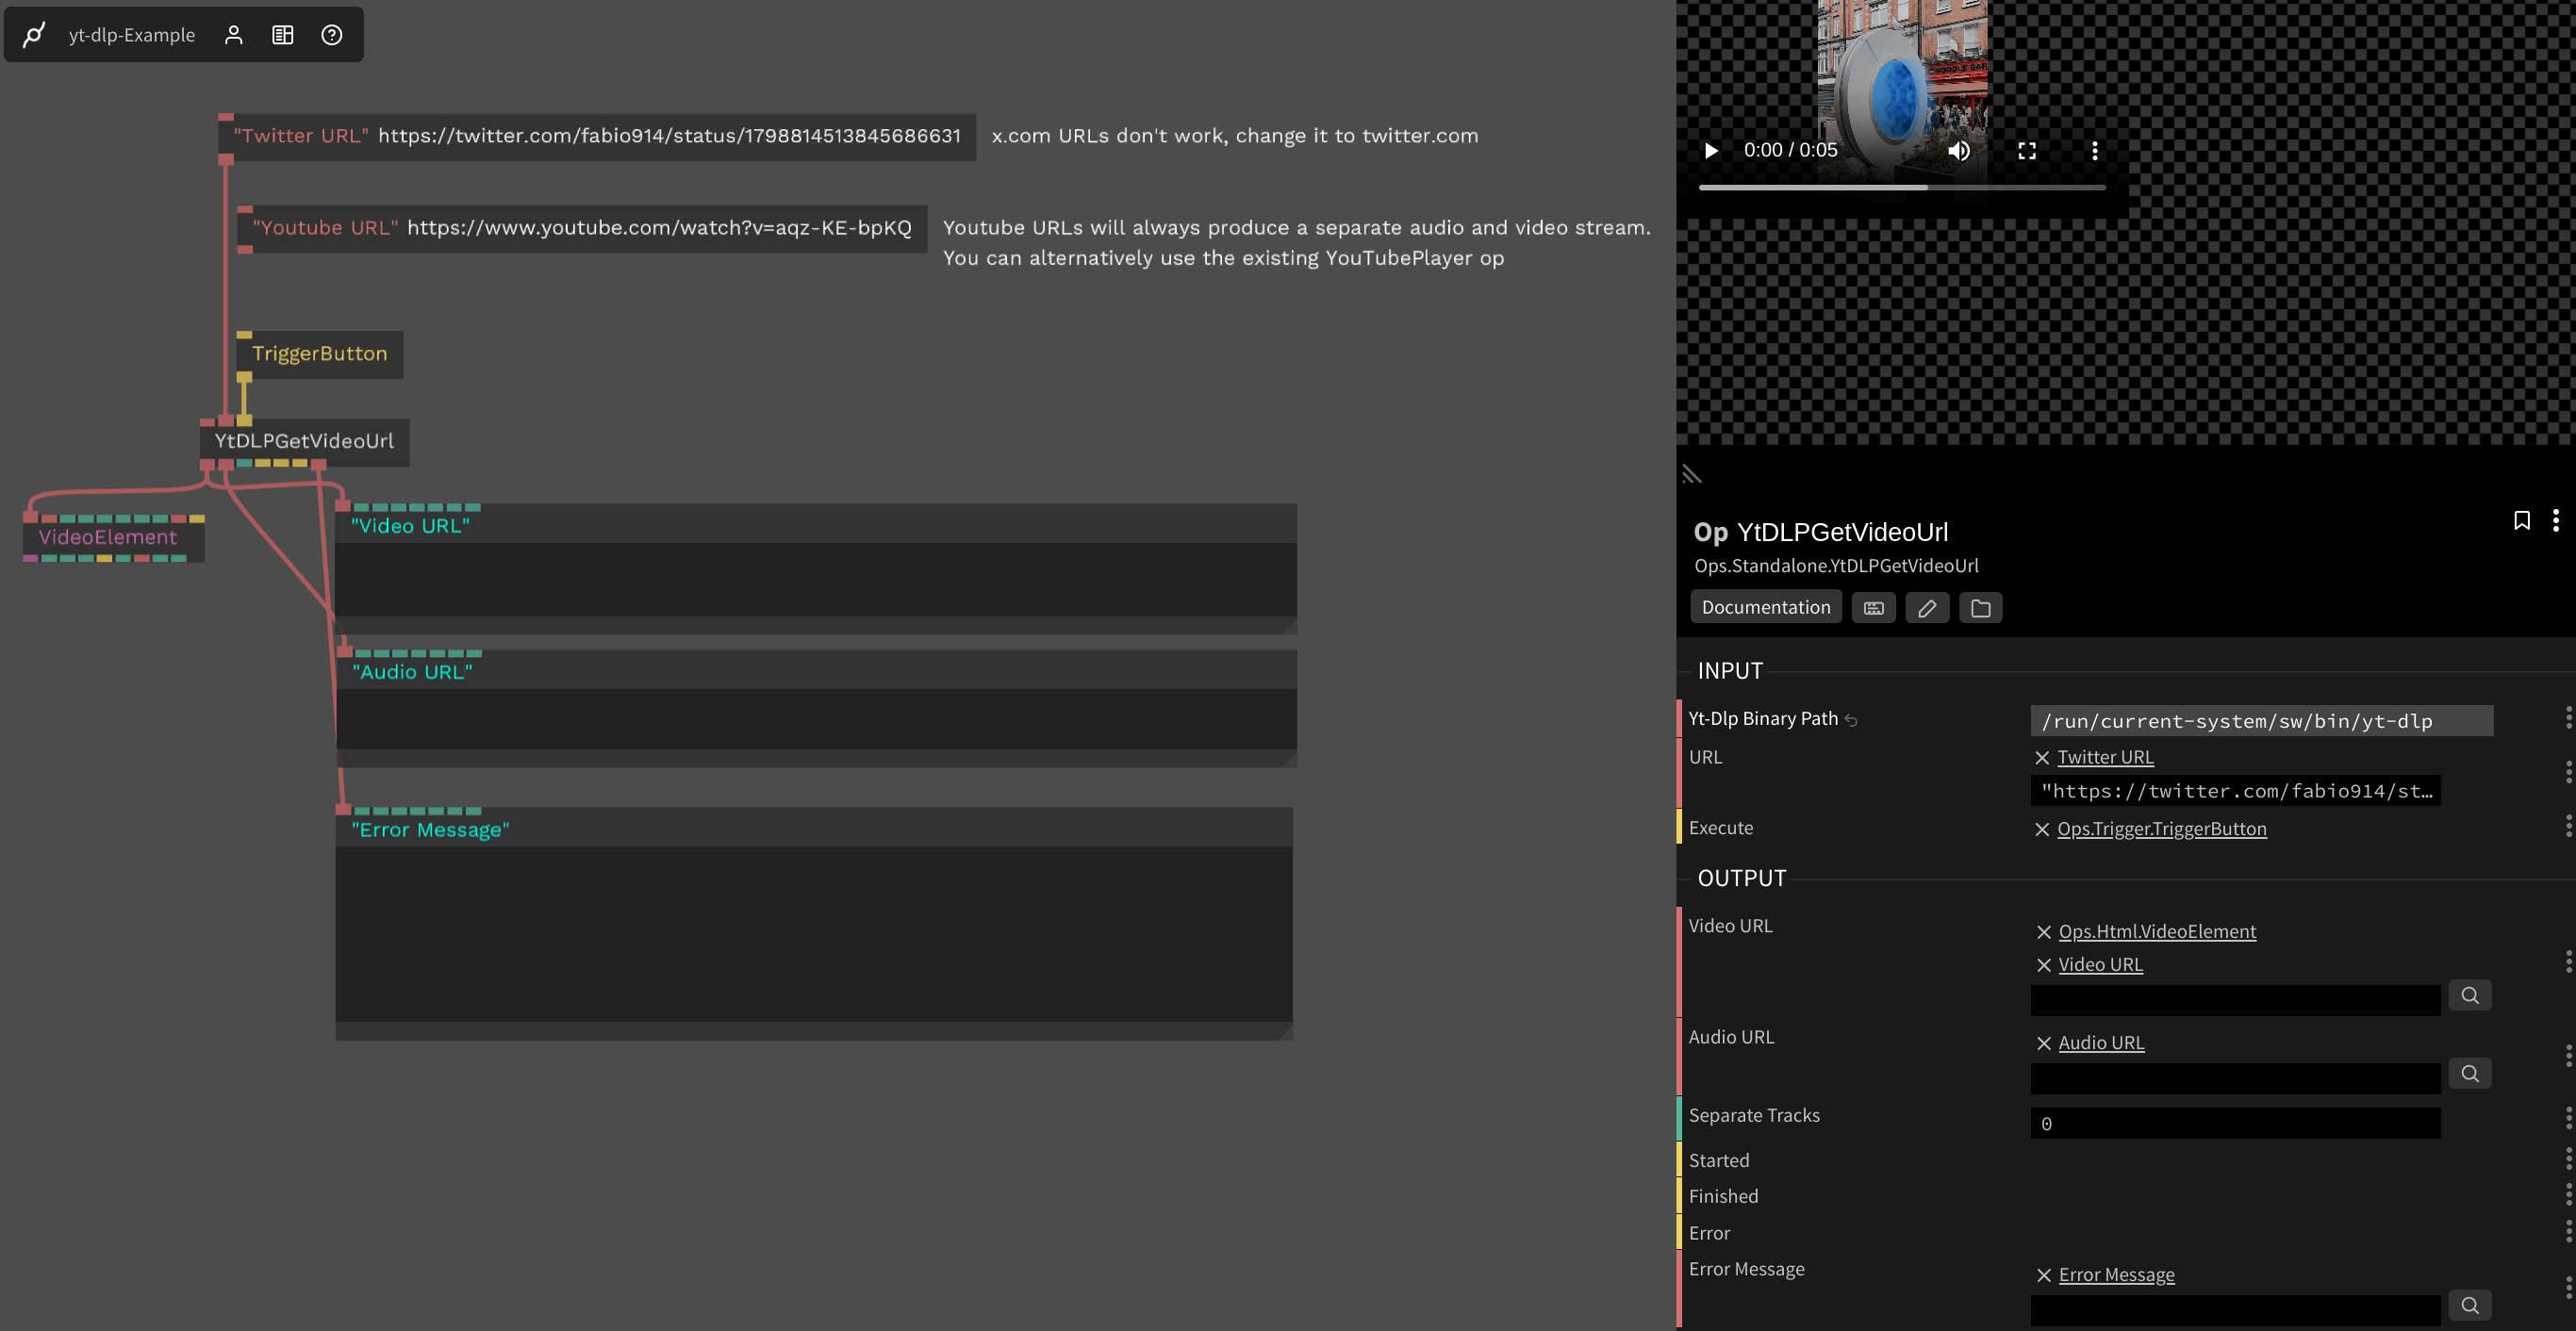 yt-dlp-Example
"Twitter URL" https://twitter.com/fabio914/status/1798814513845686631
x.com URLs don't work, change it to twitter.com
"Youtube URL" https://www.youtube.com/watch?v=aqz-KE-bpKQ
Youtube URLs will always produce a separate audio and video stream.
You can alternatively use the existing YouTubePlayer op
TriggerButton
YtDLPGetVideoUrl
VideoElement
"Video URL"
"Audio URL"
"Error Message"
NOODLE BAR
0:00 / 0:05
Op YtDLPGetVideoUrl
Ops.Standalone.YtDLPGetVideoUrl
Documentation
INPUT
Yt-Dlp Binary Path
/run/current-system/sw/bin/yt-dlp
URL
Twitter URL
"https://twitter.com/fabio914/st…
Execute
Ops.Trigger.TriggerButton
OUTPUT
Video URL
Ops.Html.VideoElement
Video URL
Audio URL
Audio URL
Separate Tracks
0
Started
Finished
Error
Error Message
Error Message